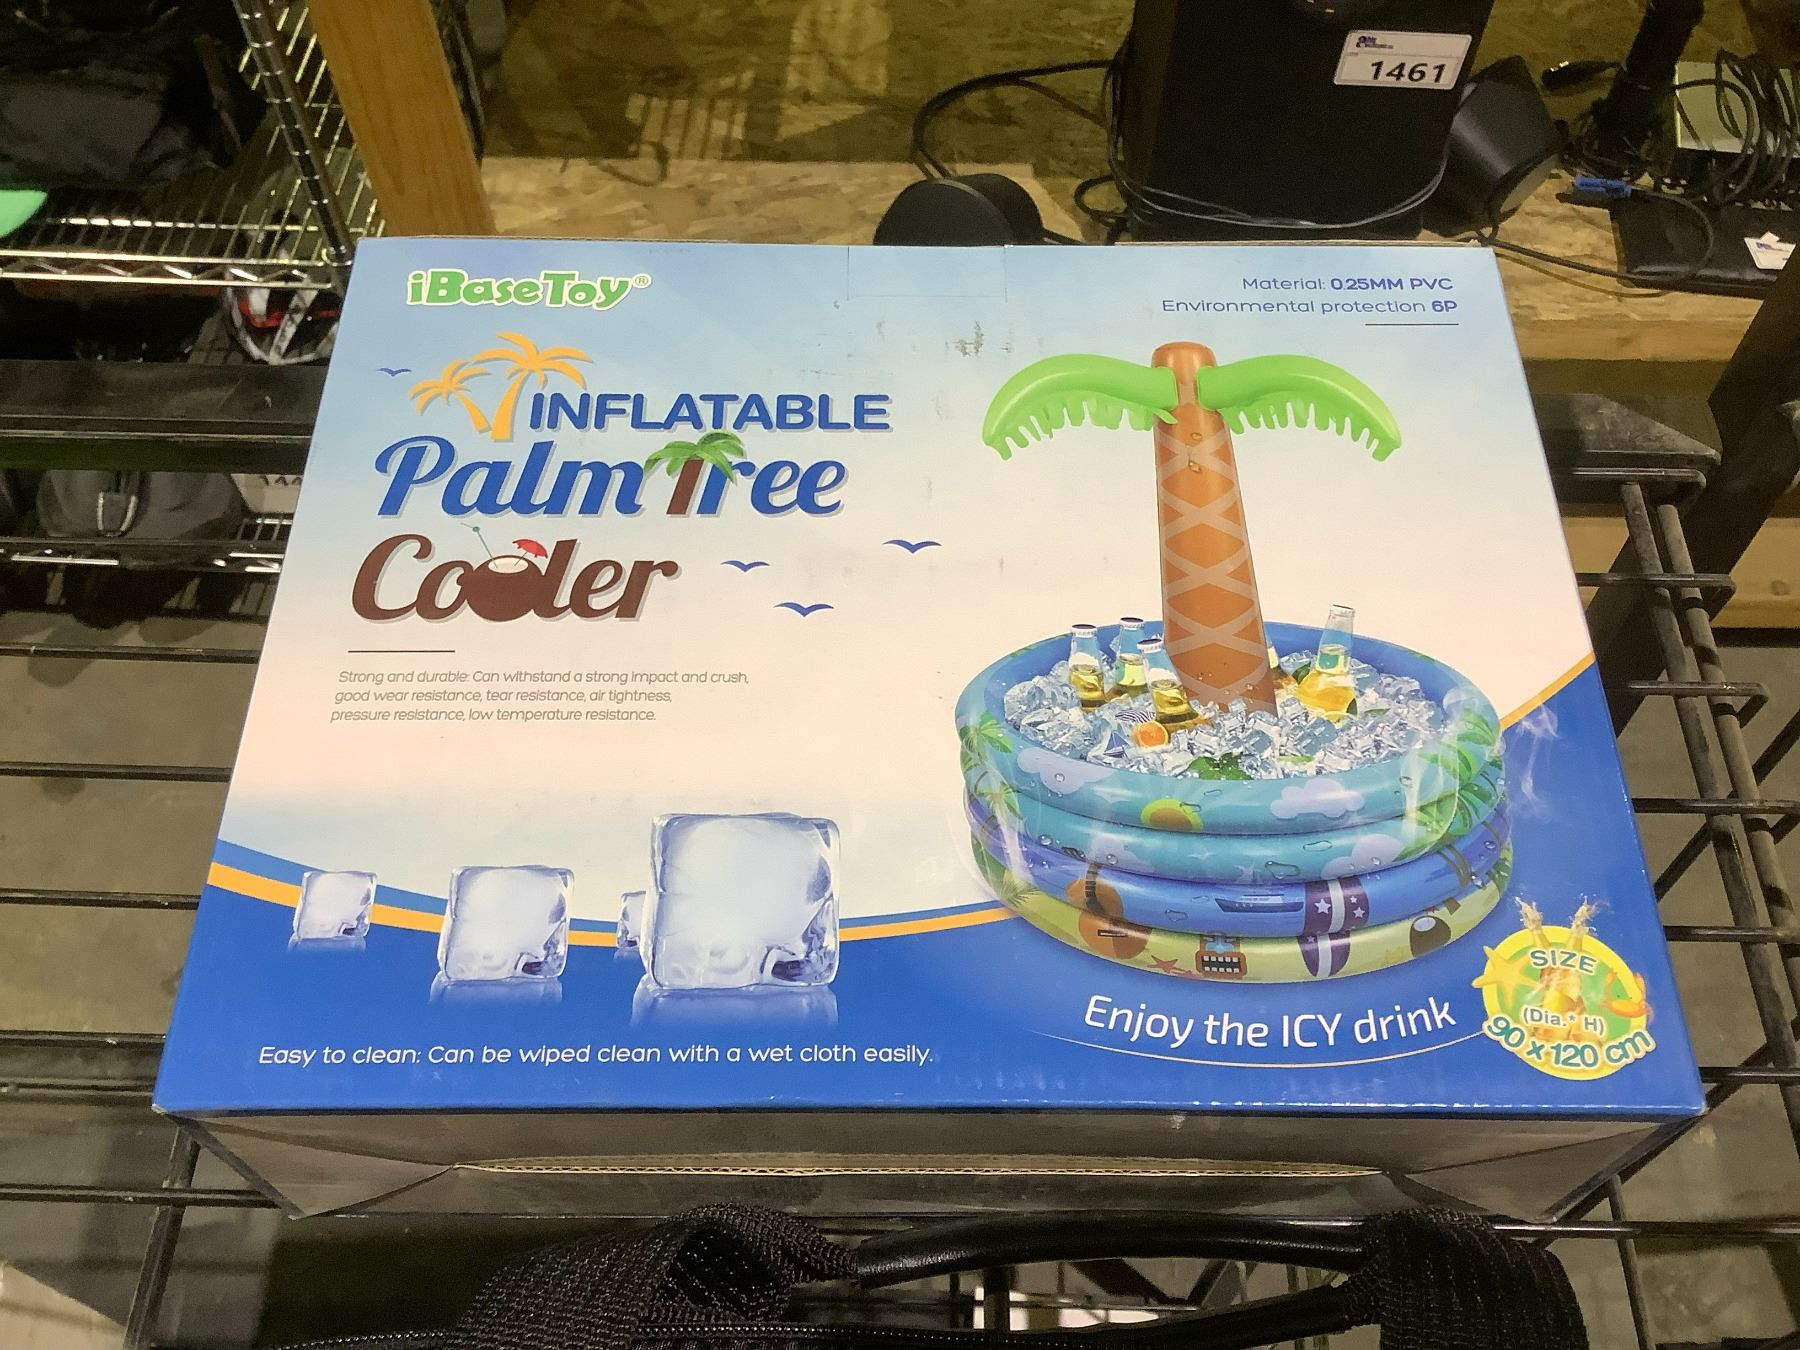 1461
iBaseToy®
Material: 0.25MM PVC
Environmental protection 6P
INFLATABLE
Palm Tree
Cooler
Strong and durable: Can withstand a strong impact and crush,
good wear resistance, tear resistance, air tightness,
pressure resistance, low temperature resistance.
Easy to clean: Can be wiped clean with a wet cloth easily.
Enjoy the ICY drink
SIZE
(Dia.* H)
90 x 120 cm